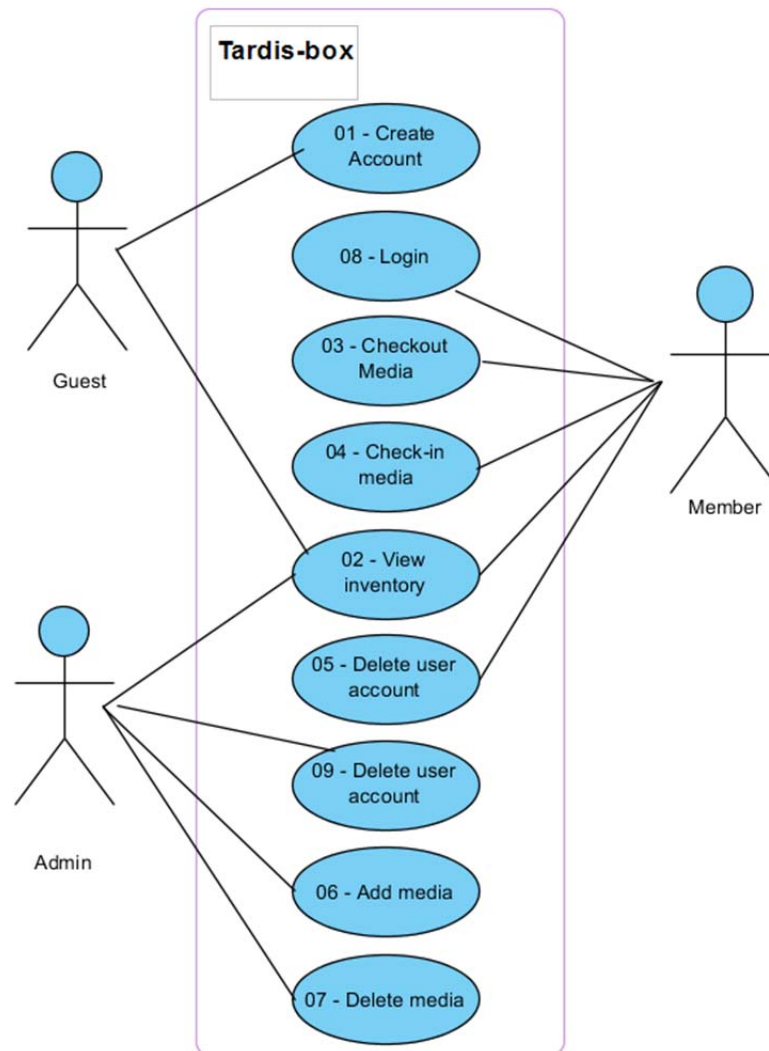 Tardis-box
01 - Create
Account
08 - Login
03 - Checkout
Media
Guest
04 - Check-in
media
Member
02 - View
inventory
05 - Delete user
account
09 - Delete user
account
Admin
06 - Add media
07 - Delete media